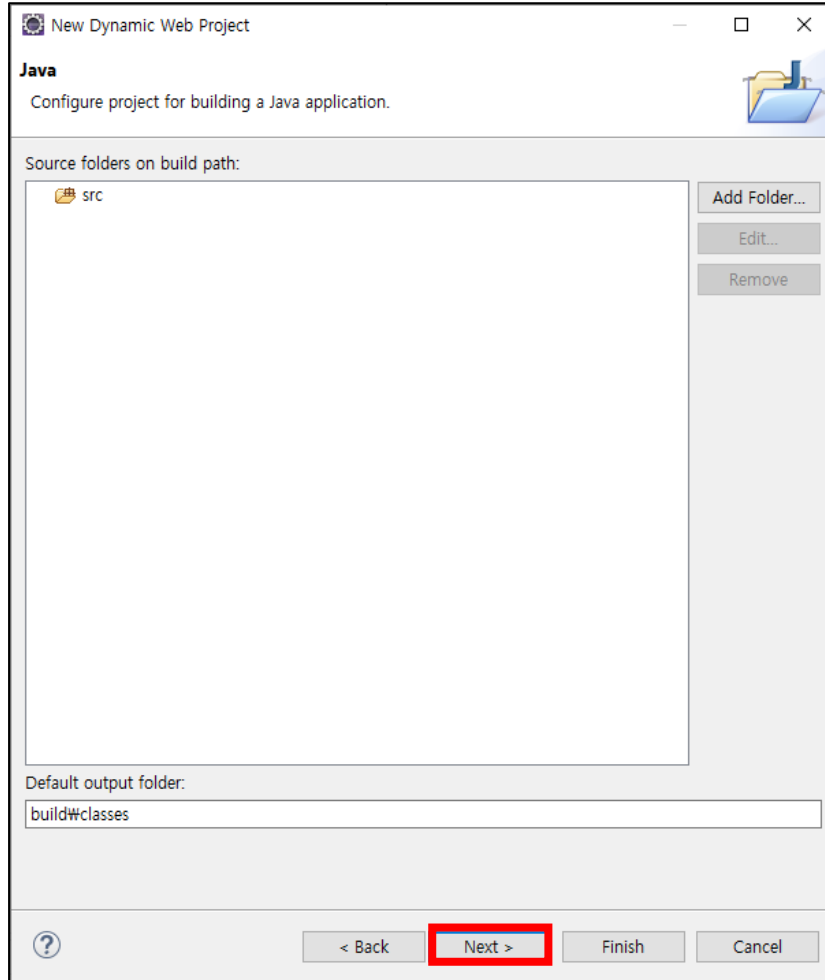 New Dynamic Web Project
Java
Configure project for building a Java application.
Source folders on build path:
src
Add Folder...
Edit...
Remove
Default output folder:
build₩classes
?
< Back
Next >
Finish
Cancel